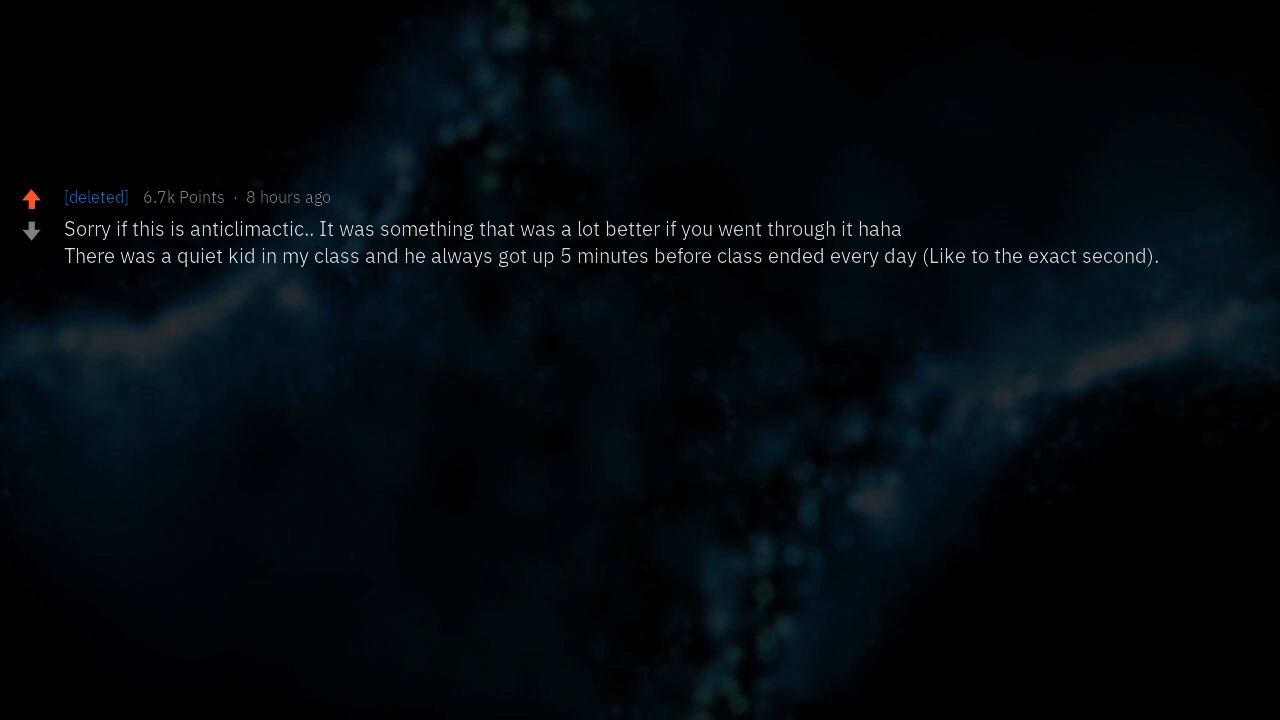 [deleted] 6.7k Points · 8 hours ago
Sorry if this is anticlimactic.. It was something that was a lot better if you went through it haha
There was a quiet kid in my class and he always got up 5 minutes before class ended every day (Like to the exact second).